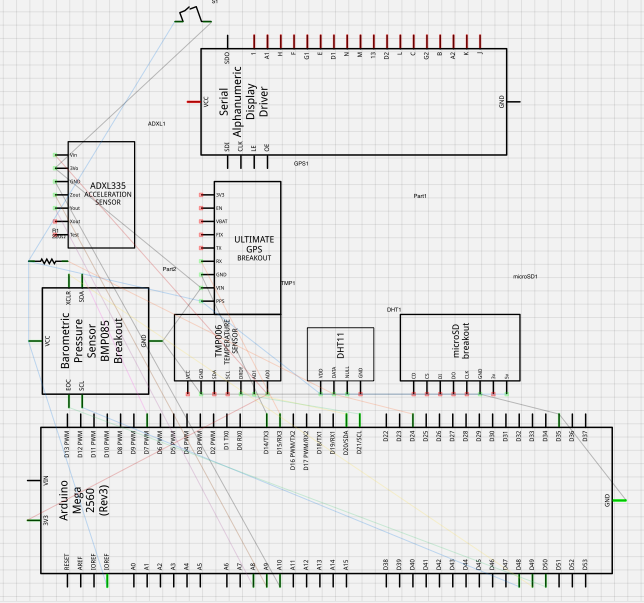 S1
SDO
1
A1
H
F
G1
E
D1
N
M
13
D2
L
C
G2
B
A2
K
J
VCC
Serial
Alphanumeric
Display
Driver
GND
SDI
CLK
LE
OE
ADXL1
GPS1
Vin
3Vo
GND
Zout
Yout
Xout
Test
ADXL335
ACCELERATION
SENSOR
3V3
EN
VBAT
FIX
TX
RX
GND
VIN
PPS
ULTIMATE
GPS
BREAKOUT
Part1
R1
Part2
TMP1
microSD1
DHT1
XCLR
SDA
VCC
Barometric
Pressure
Sensor
BMP085
Breakout
GND
EOC
SCL
TMP006
TEMPERATURE
SENSOR
VCC
GND
SDA
SCL
DRDY
AD1
AD0
DHT11
VDD
DATA
NULL
GND
microSD
breakout
CD
CS
DI
DO
CLK
GND
3v
5v
D13 PWM
D12 PWM
D11 PWM
D10 PWM
D9 PWM
D8 PWM
D7 PWM
D6 PWM
D5 PWM
D4 PWM
D3 PWM
D2 PWM
D1 TX0
D0 RX0
D14/TX3
D15/RX3
D16 PWM/TX2
D17 PWM/RX2
D18/TX1
D19/RX1
D20/SDA
D21/SCL
D22
D23
D24
D25
D26
D27
D28
D29
D30
D31
D32
D33
D34
D35
D36
D37
VIN
3V3
Arduino
Mega
2560
(Rev3)
GND
RESET
AREF
IOREF
IOREF
A0
A1
A2
A3
A4
A5
A6
A7
A8
A9
A10
A11
A12
A13
A14
A15
D38
D39
D40
D41
D42
D43
D44
D45
D46
D47
D48
D49
D50
D51
D52
D53